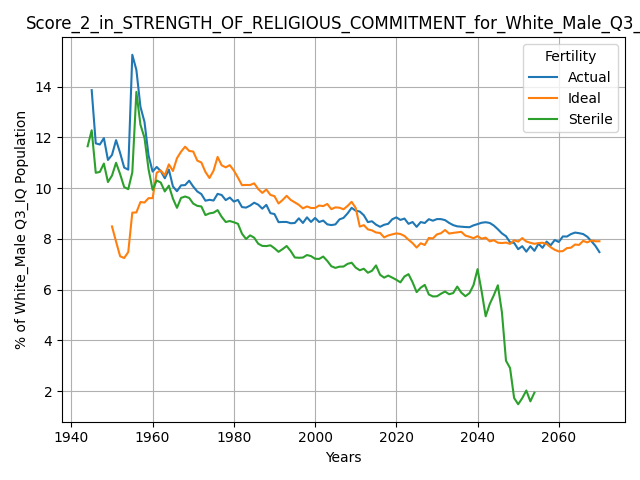 Score_2_in_STRENGTH_OF_RELIGIOUS_COMMITMENT_for_White_Male_Q3_
Fertility
Actual
Ideal
Sterile
% of White_Male Q3_IQ Population
14
12
10
8
6
4
2
1940 1960 1980 2000 2020 2040 2060
Years